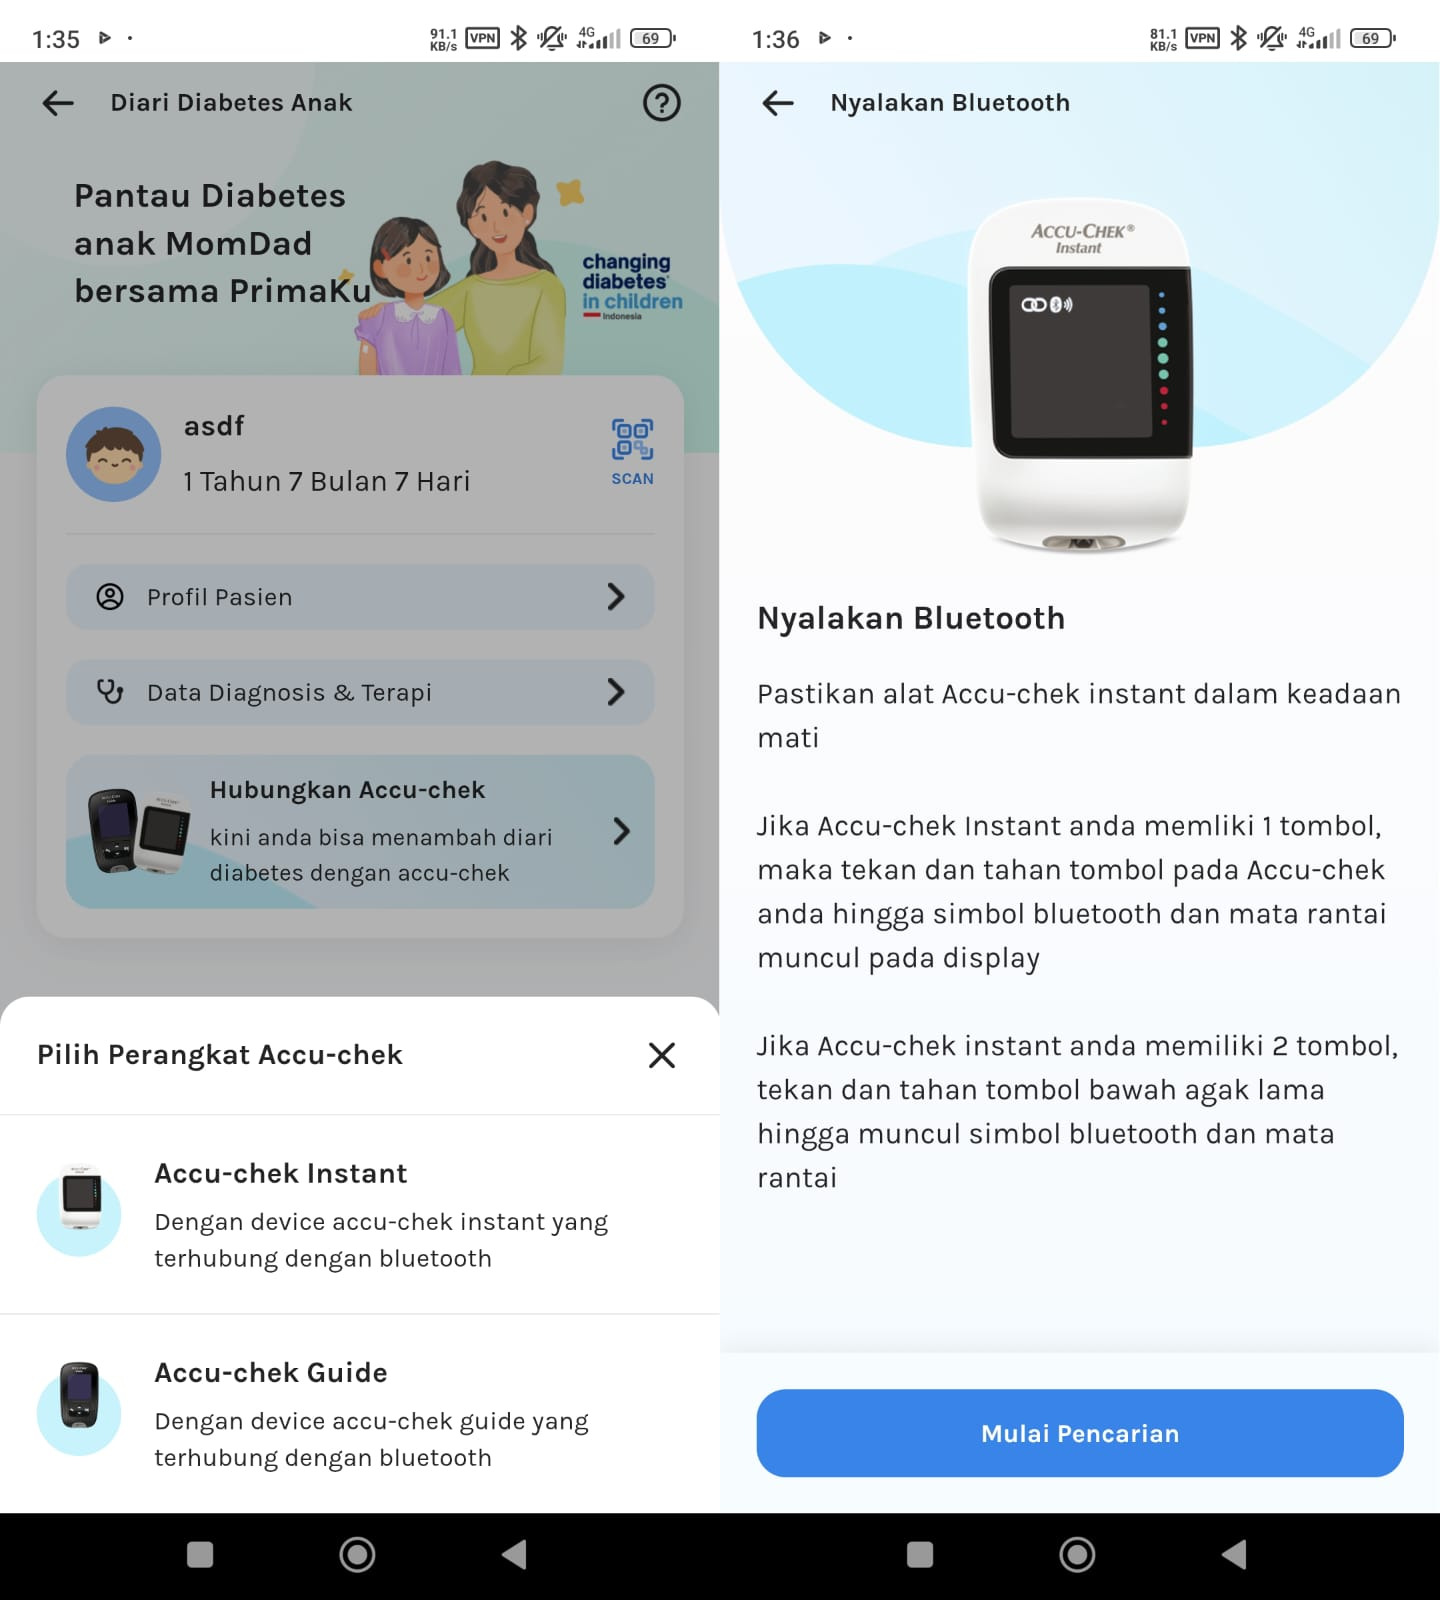 1:35
91.1
KB/s
VPN
4G
69
Diari Diabetes Anak
Pantau Diabetes
anak MomDad
bersama PrimaKu
changing
diabetes
in children
Indonesia
asdf
1 Tahun 7 Bulan 7 Hari
SCAN
Profil Pasien
Data Diagnosis & Terapi
Hubungkan Accu-chek
kini anda bisa menambah diari
diabetes dengan accu-chek
Pilih Perangkat Accu-chek
Accu-chek Instant
Dengan device accu-chek instant yang
terhubung dengan bluetooth
Accu-chek Guide
Dengan device accu-chek guide yang
terhubung dengan bluetooth
1:36
81.1
KB/s
VPN
4G
69
Nyalakan Bluetooth
ACCU-CHEK®
Instant
Nyalakan Bluetooth
Pastikan alat Accu-chek instant dalam keadaan
mati
Jika Accu-chek Instant anda memliki 1 tombol,
maka tekan dan tahan tombol pada Accu-chek
anda hingga simbol bluetooth dan mata rantai
muncul pada display
Jika Accu-chek instant anda memiliki 2 tombol,
tekan dan tahan tombol bawah agak lama
hingga muncul simbol bluetooth dan mata
rantai
Mulai Pencarian